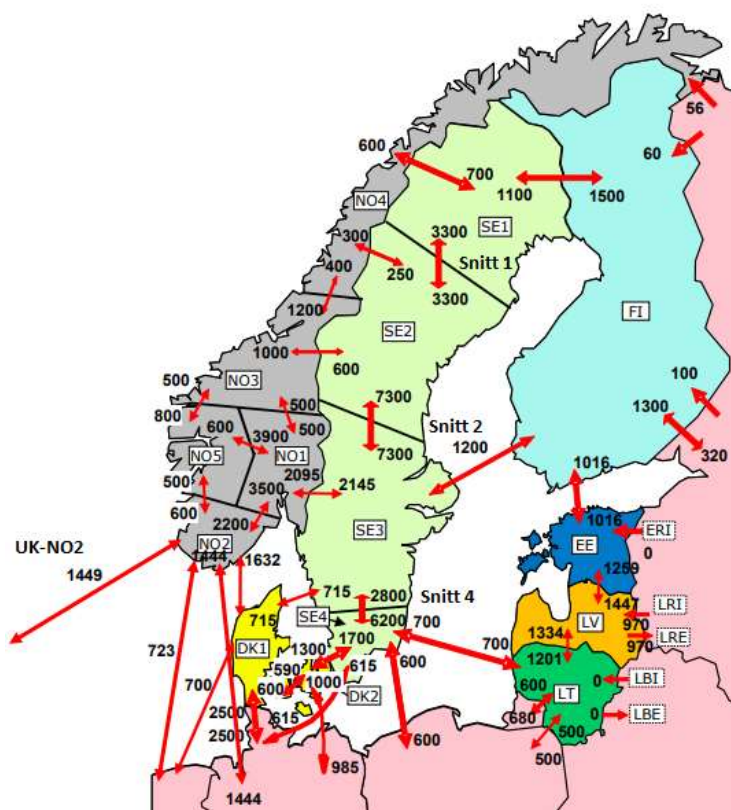 56
600
60
700
1100
1500
NO4
SE1
300
3300
Snitt 1
400
250
3300
1200
FI
SE2
1000
NO3
600
100
500
7300
1300
500
Snitt 2
800
600
3900
500
1200
7300
320
NO1
NO5
2095
2145
1016
500
3500
600
2200
SE3
1016
ERI
UK-NO2
NO2
EE
0
1444
1632
1259
1449
715
2800
Snitt 4
1447
LRI
SE4
LV
970
715
6200
700
1334
LRE
1700
970
723
DK1
1300
700
1201
590
615
600
LBI
700
600
1000
DK2
600
0
LT
2500
615
680
0
LBE
2500
600
500
985
500
1444